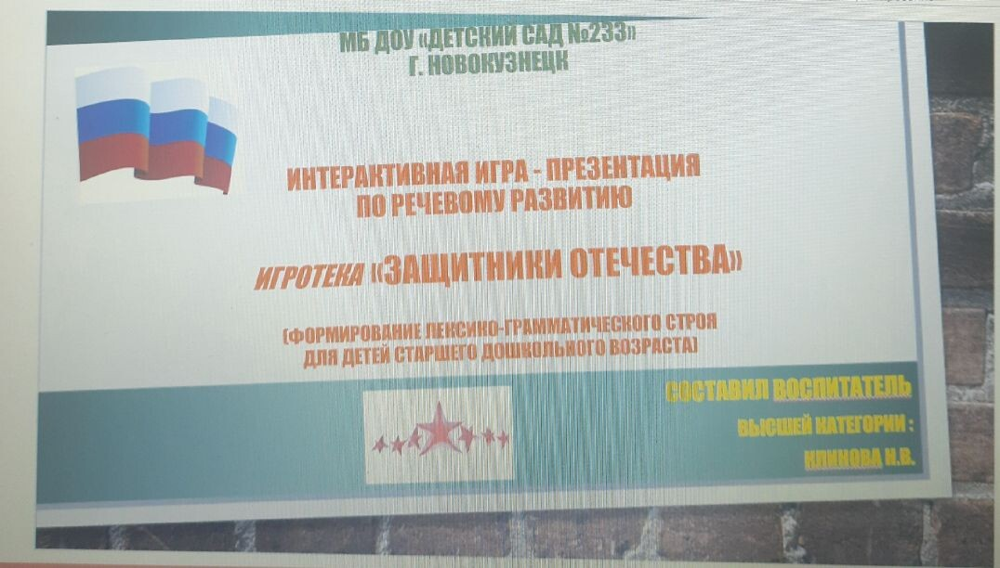 МБ ДОУ «ДЕТСКИЙ САД №233»
Г. НОВОКУЗНЕЦК
ИНТЕРАКТИВНАЯ ИГРА - ПРЕЗЕНТАЦИЯ
ПО РЕЧЕВОМУ РАЗВИТИЮ
ИГРОТЕКА «ЗАЩИТНИКИ ОТЕЧЕСТВА»
(ФОРМИРОВАНИЕ ЛЕКСИКО-ГРАММАТИЧЕСКОГО СТРОЯ
ДЛЯ ДЕТЕЙ СТАРШЕГО ДОШКОЛЬНОГО ВОЗРАСТА)
СОСТАВИЛ ВОСПИТАТЕЛЬ
ВЫСШЕЙ КАТЕГОРИИ :
КЛИНОВА Н.В.